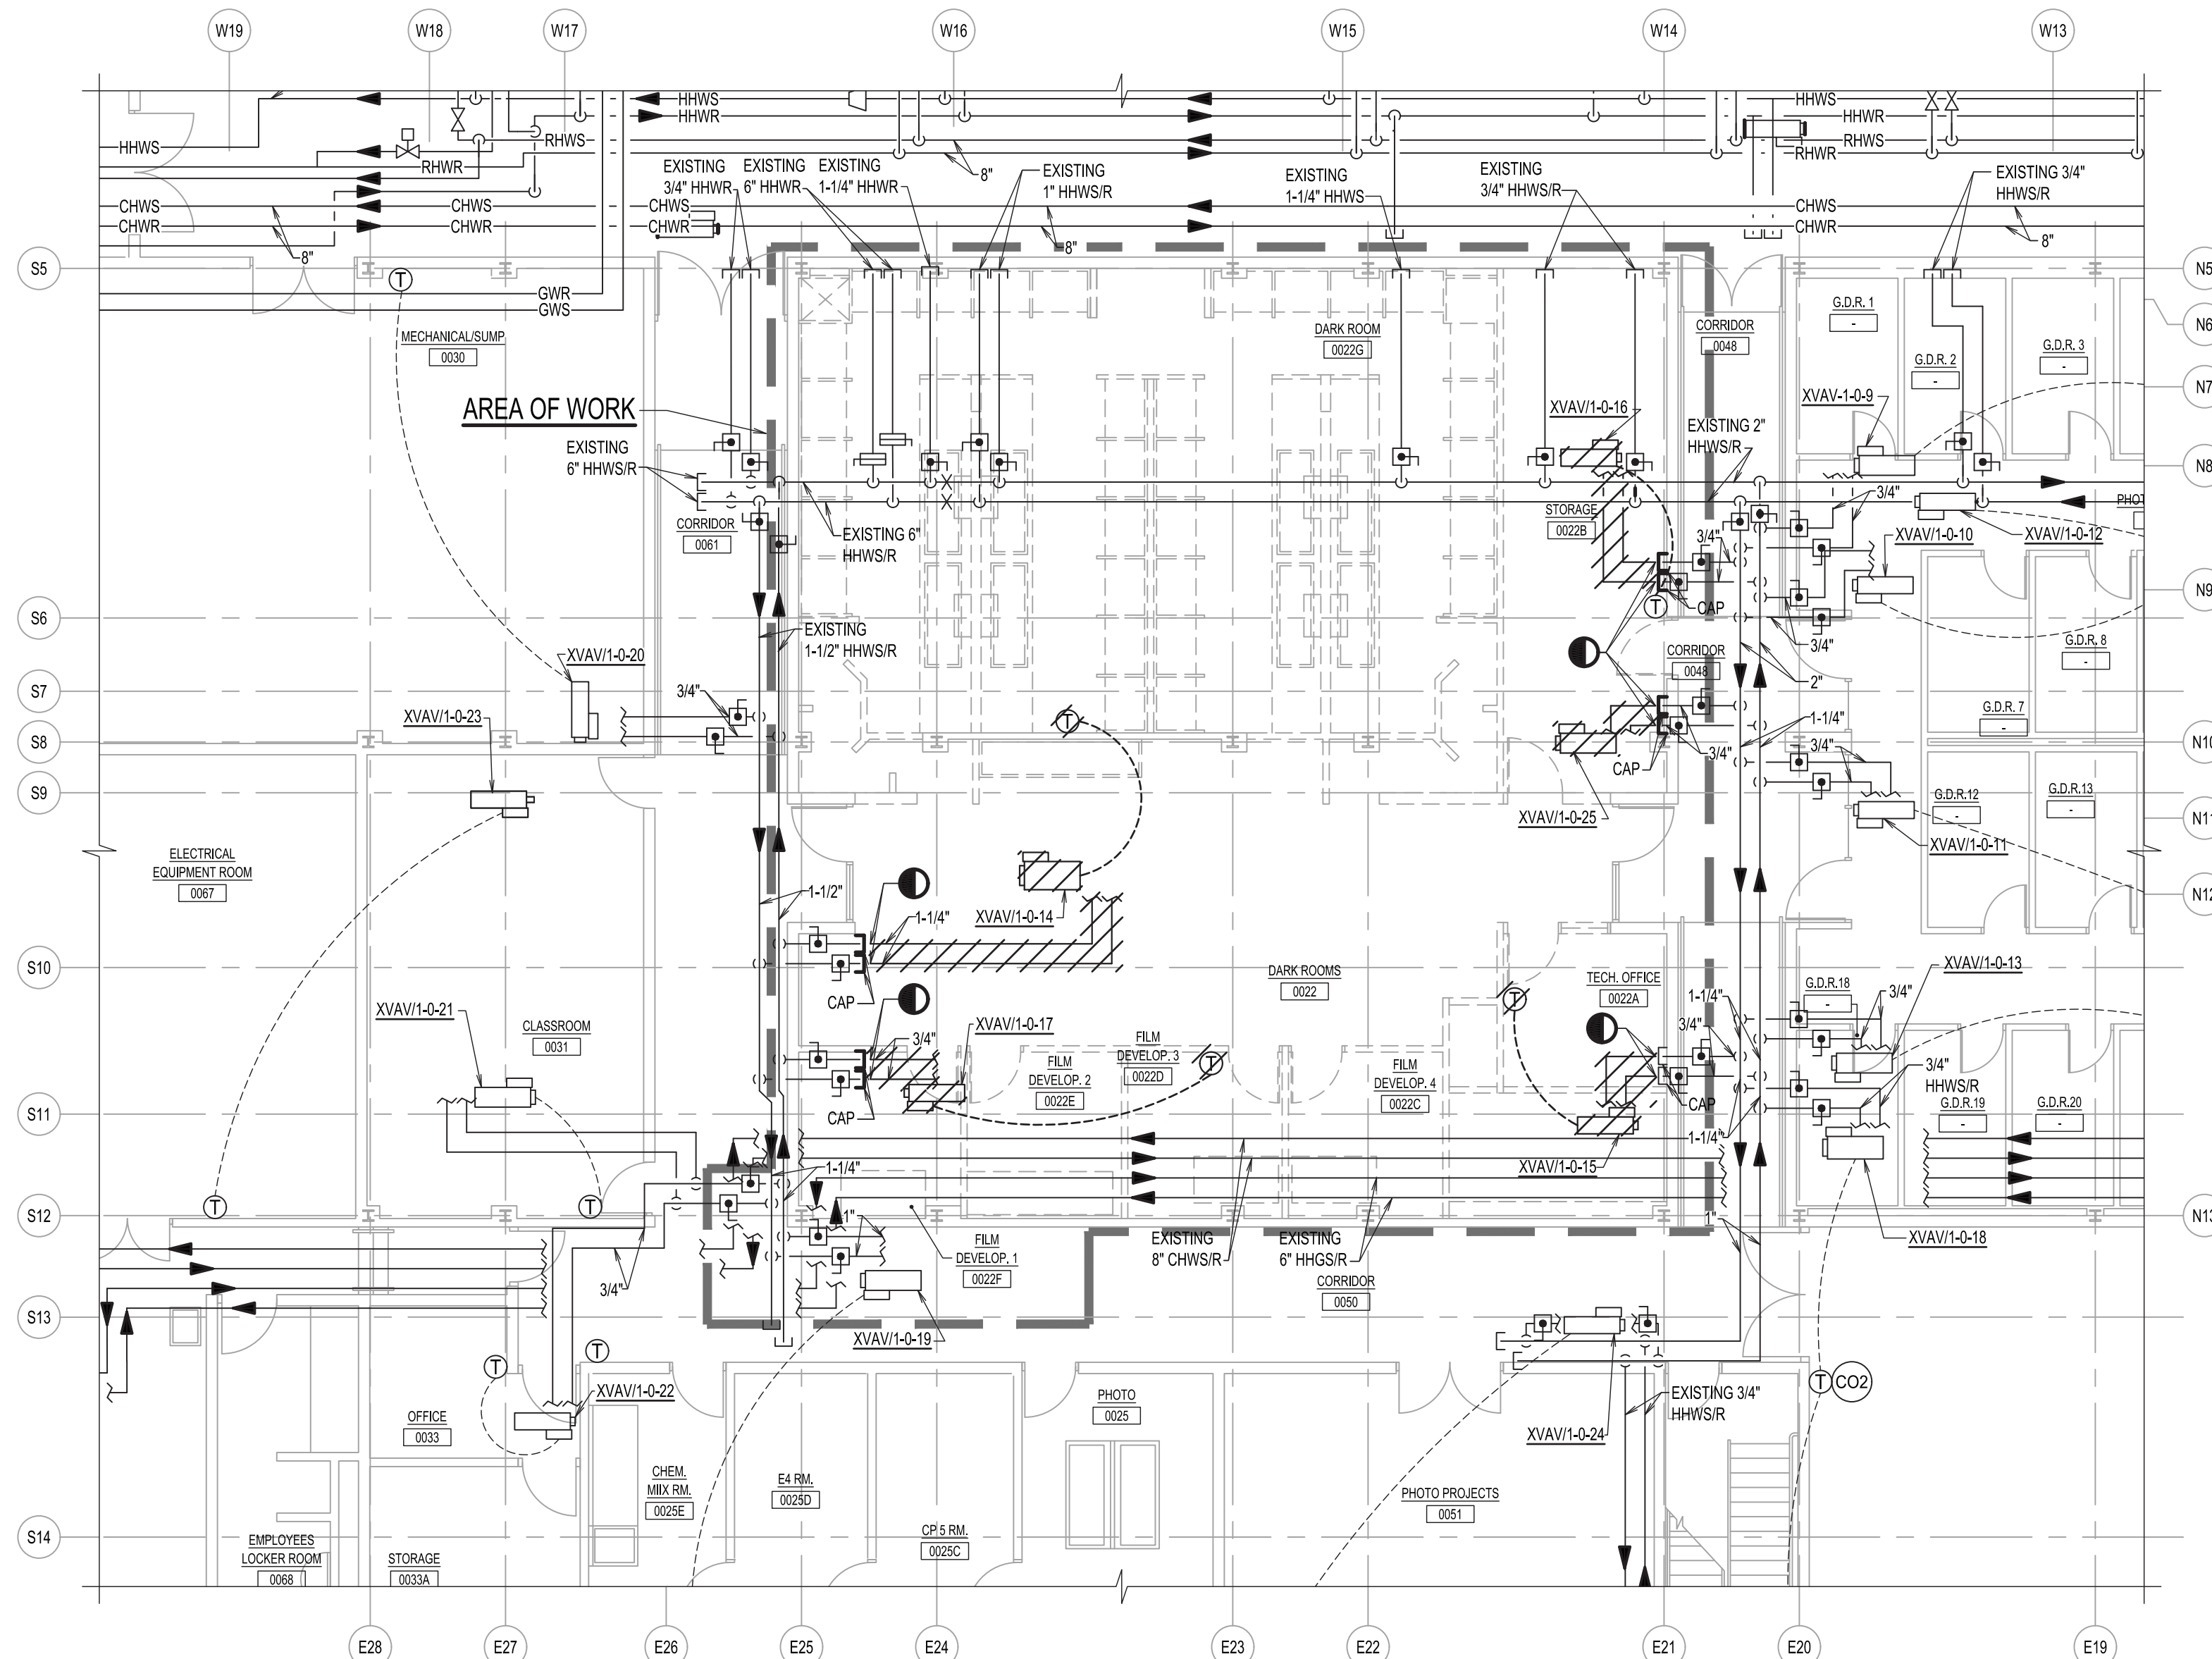 W19
W18
W17
W16
W15
W14
W13
HHWS
HHWR
HHWS
HHWR
HHWS
RHWS
RHWS
RHWR
RHWR
8"
EXISTING
3/4" HHWR
EXISTING
6" HHWR
EXISTING
1-1/4" HHWR
EXISTING
1" HHWS/R
EXISTING
1-1/4" HHWS
EXISTING
3/4" HHWS/R
EXISTING 3/4"
HHWS/R
CHWS
CHWS
CHWS
CHWS
CHWR
CHWR
CHWR
CHWR
8"
8"
8"
S5
N5
GWR
GWS
N6
MECHANICAL/SUMP
0030
DARK ROOM
0022G
CORRIDOR
0048
G.D.R. 1
-
G.D.R. 2
-
G.D.R. 3
-
N7
AREA OF WORK
XVAV/1-0-16
XVAV-1-0-9
EXISTING
6" HHWS/R
EXISTING 2"
HHWS/R
N8
3/4"
PHOT
CORRIDOR
0061
EXISTING 6"
HHWS/R
STORAGE
0022B
3/4"
XVAV/1-0-10
XVAV/1-0-12
N9
S6
CAP
T
EXISTING
1-1/2" HHWS/R
3/4"
XVAV/1-0-20
CORRIDOR
0048
G.D.R. 8
-
S7
3/4"
2"
XVAV/1-0-23
T
G.D.R. 7
-
1-1/4"
S8
3/4"
3/4"
N10
CAP
S9
G.D.R.12
-
G.D.R.13
-
XVAV/1-0-25
N11
XVAV/1-0-11
ELECTRICAL
EQUIPMENT ROOM
0067
1-1/2"
XVAV/1-0-14
1-1/4"
N12
S10
DARK ROOMS
0022
TECH. OFFICE
0022A
XVAV/1-0-13
CAP
T
G.D.R.18
-
3/4"
1-1/4"
XVAV/1-0-21
CLASSROOM
0031
XVAV/1-0-17
3/4"
3/4"
FILM
DEVELOP. 3
0022D
T
FILM
DEVELOP. 2
0022E
FILM
DEVELOP. 4
0022C
3/4"
HHWS/R
G.D.R.19
-
G.D.R.20
-
S11
CAP
CAP
1-1/4"
1-1/4"
XVAV/1-0-15
T
T
S12
1"
1"
N13
FILM
DEVELOP. 1
0022F
EXISTING
8" CHWS/R
EXISTING
6" HHGS/R
XVAV/1-0-18
3/4"
CORRIDOR
0050
S13
XVAV/1-0-19
T
T
T
CO2
XVAV/1-0-22
OFFICE
0033
PHOTO
0025
EXISTING 3/4"
HHWS/R
XVAV/1-0-24
CHEM.
MIIX RM.
0025E
E4 RM.
0025D
PHOTO PROJECTS
0051
S14
EMPLOYEES
LOCKER ROOM
0068
STORAGE
0033A
CP 5 RM.
0025C
E28
E27
E26
E25
E24
E23
E22
E21
E20
E19
T